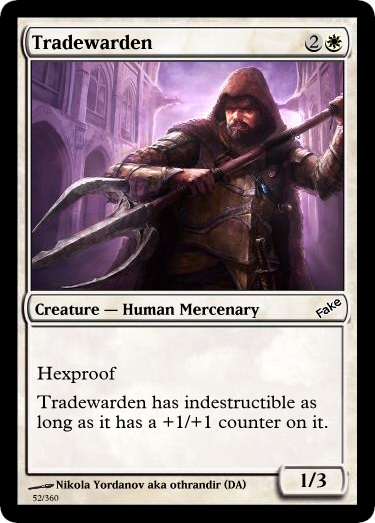 Tradewarden 2
Creature — Human Mercenary Fake
Hexproof
Tradewarden has indestructible as
long as it has a +1/+1 counter on it.
Nikola Yordanov aka othrandir (DA)
1/3
52/360